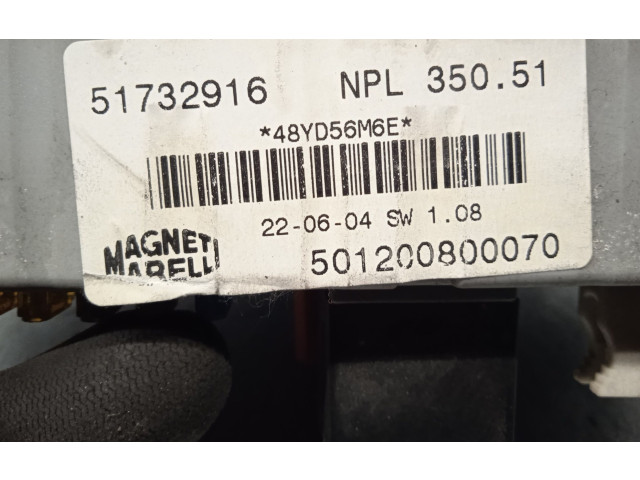 51732916 NPL 350.51
*48YD56M6E*
22-06-04 SW 1.08
MAGNETI MARELLI
501200800070